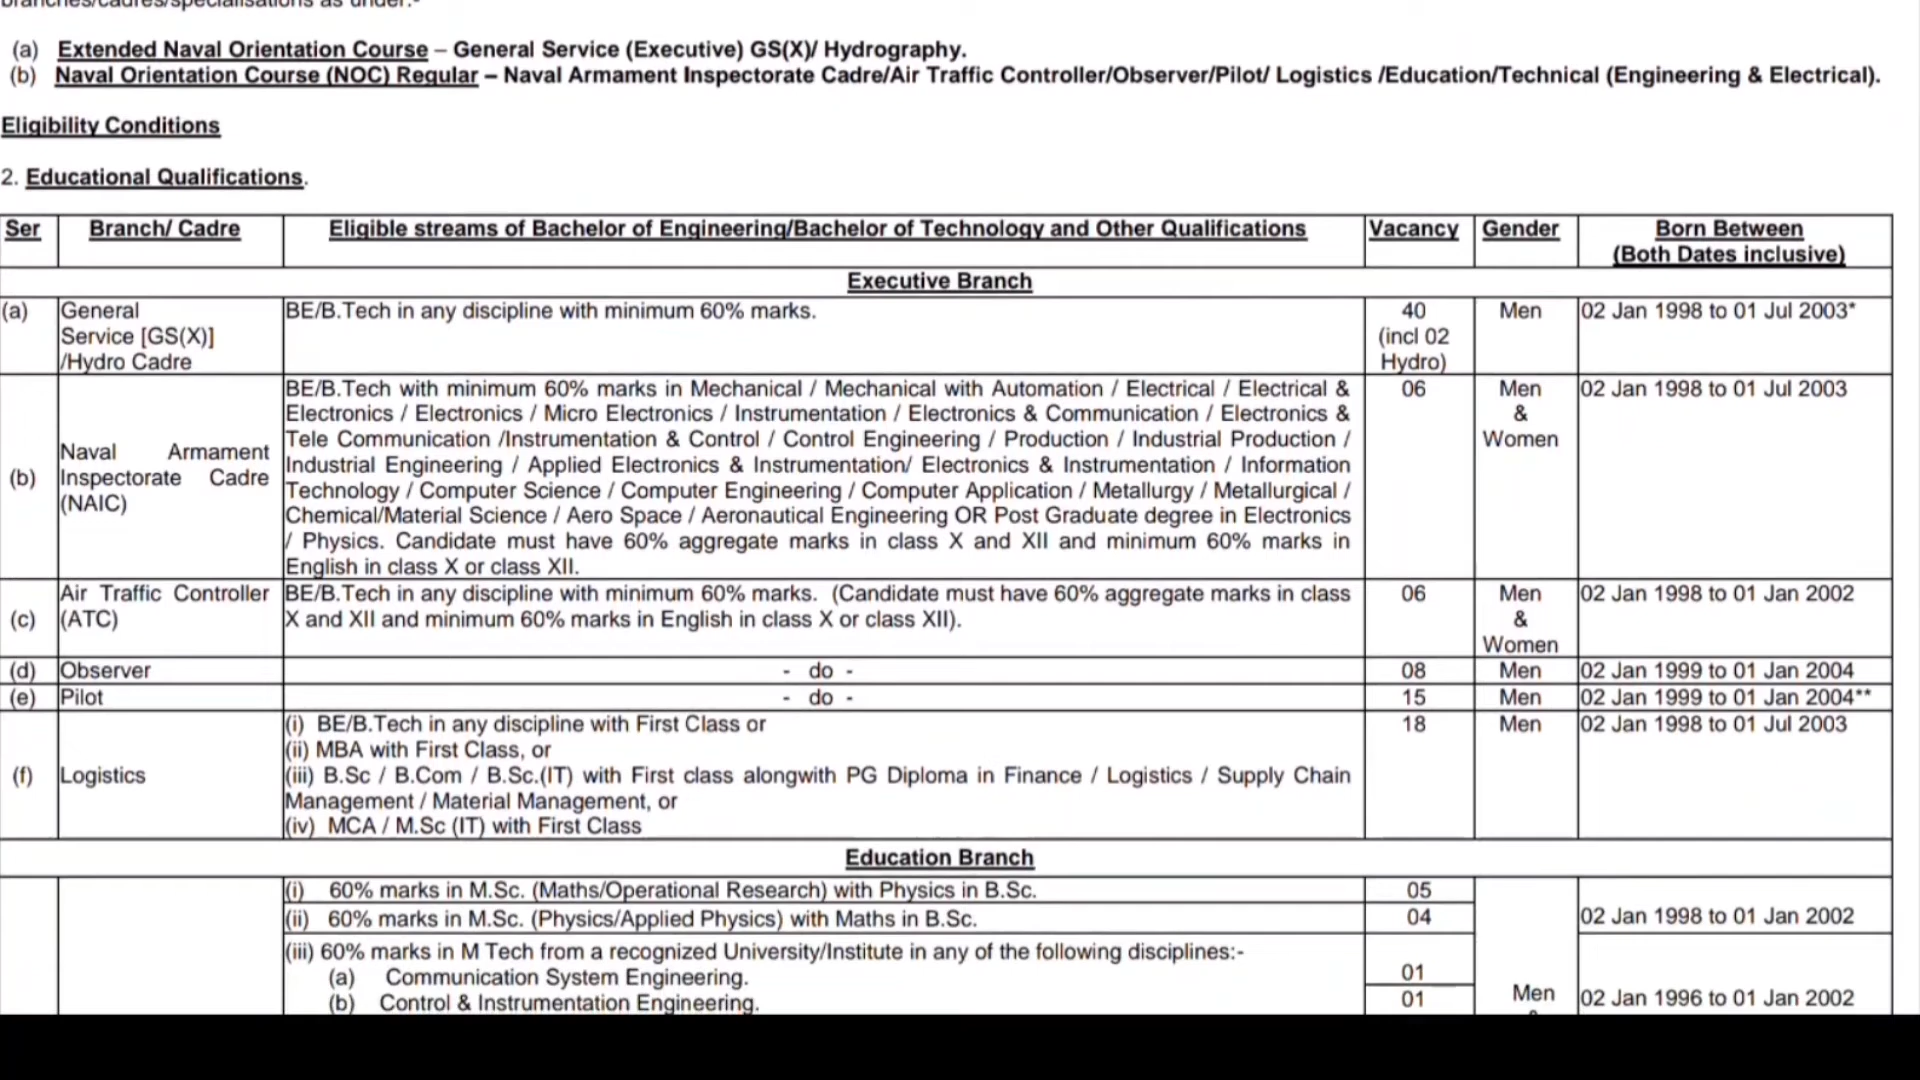 branches/cadres/specialisations as under:-
(a) Extended Naval Orientation Course – General Service (Executive) GS(X)/ Hydrography.
(b) Naval Orientation Course (NOC) Regular – Naval Armament Inspectorate Cadre/Air Traffic Controller/Observer/Pilot/ Logistics /Education/Technical (Engineering & Electrical).
Eligibility Conditions
2. Educational Qualifications.
Ser Branch/ Cadre Eligible streams of Bachelor of Engineering/Bachelor of Technology and Other Qualifications Vacancy Gender Born Between
(Both Dates inclusive)
Executive Branch
(a) General BE/B.Tech in any discipline with minimum 60% marks. 40 Men 02 Jan 1998 to 01 Jul 2003*
Service [GS(X)] (incl 02
/Hydro Cadre Hydro)
BE/B.Tech with minimum 60% marks in Mechanical / Mechanical with Automation / Electrical / Electrical & 06 Men 02 Jan 1998 to 01 Jul 2003
Electronics / Electronics / Micro Electronics / Instrumentation / Electronics & Communication / Electronics & &
Tele Communication /Instrumentation & Control / Control Engineering / Production / Industrial Production / Women
Naval Armament Industrial Engineering / Applied Electronics & Instrumentation/ Electronics & Instrumentation / Information
(b) Inspectorate Cadre Technology / Computer Science / Computer Engineering / Computer Application / Metallurgy / Metallurgical /
(NAIC) Chemical/Material Science / Aero Space / Aeronautical Engineering OR Post Graduate degree in Electronics
/ Physics. Candidate must have 60% aggregate marks in class X and XII and minimum 60% marks in
English in class X or class XII.
Air Traffic Controller BE/B.Tech in any discipline with minimum 60% marks. (Candidate must have 60% aggregate marks in class 06 Men 02 Jan 1998 to 01 Jan 2002
(c) (ATC) X and XII and minimum 60% marks in English in class X or class XII). &
Women
(d) Observer - do - 08 Men 02 Jan 1999 to 01 Jan 2004
(e) Pilot - do - 15 Men 02 Jan 1999 to 01 Jan 2004**
(i) BE/B.Tech in any discipline with First Class or 18 Men 02 Jan 1998 to 01 Jul 2003
(ii) MBA with First Class, or
(f) Logistics (iii) B.Sc / B.Com / B.Sc.(IT) with First class alongwith PG Diploma in Finance / Logistics / Supply Chain
Management / Material Management, or
(iv) MCA / M.Sc (IT) with First Class
Education Branch
(i) 60% marks in M.Sc. (Maths/Operational Research) with Physics in B.Sc. 05
(ii) 60% marks in M.Sc. (Physics/Applied Physics) with Maths in B.Sc. 04 02 Jan 1998 to 01 Jan 2002
(iii) 60% marks in M Tech from a recognized University/Institute in any of the following disciplines:-
(a) Communication System Engineering. 01
(b) Control & Instrumentation Engineering. 01 Men 02 Jan 1996 to 01 Jan 2002